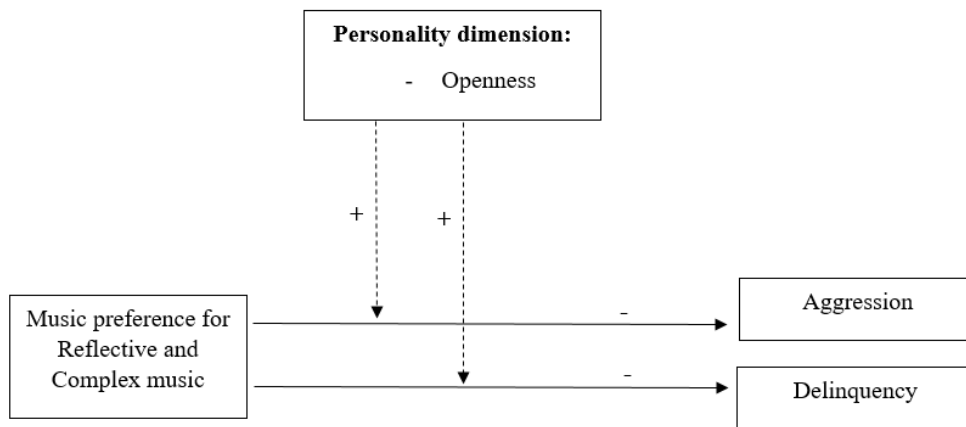 Personality dimension:
- Openness
+
+
Music preference for
Reflective and
Complex music
-
Aggression
-
Delinquency